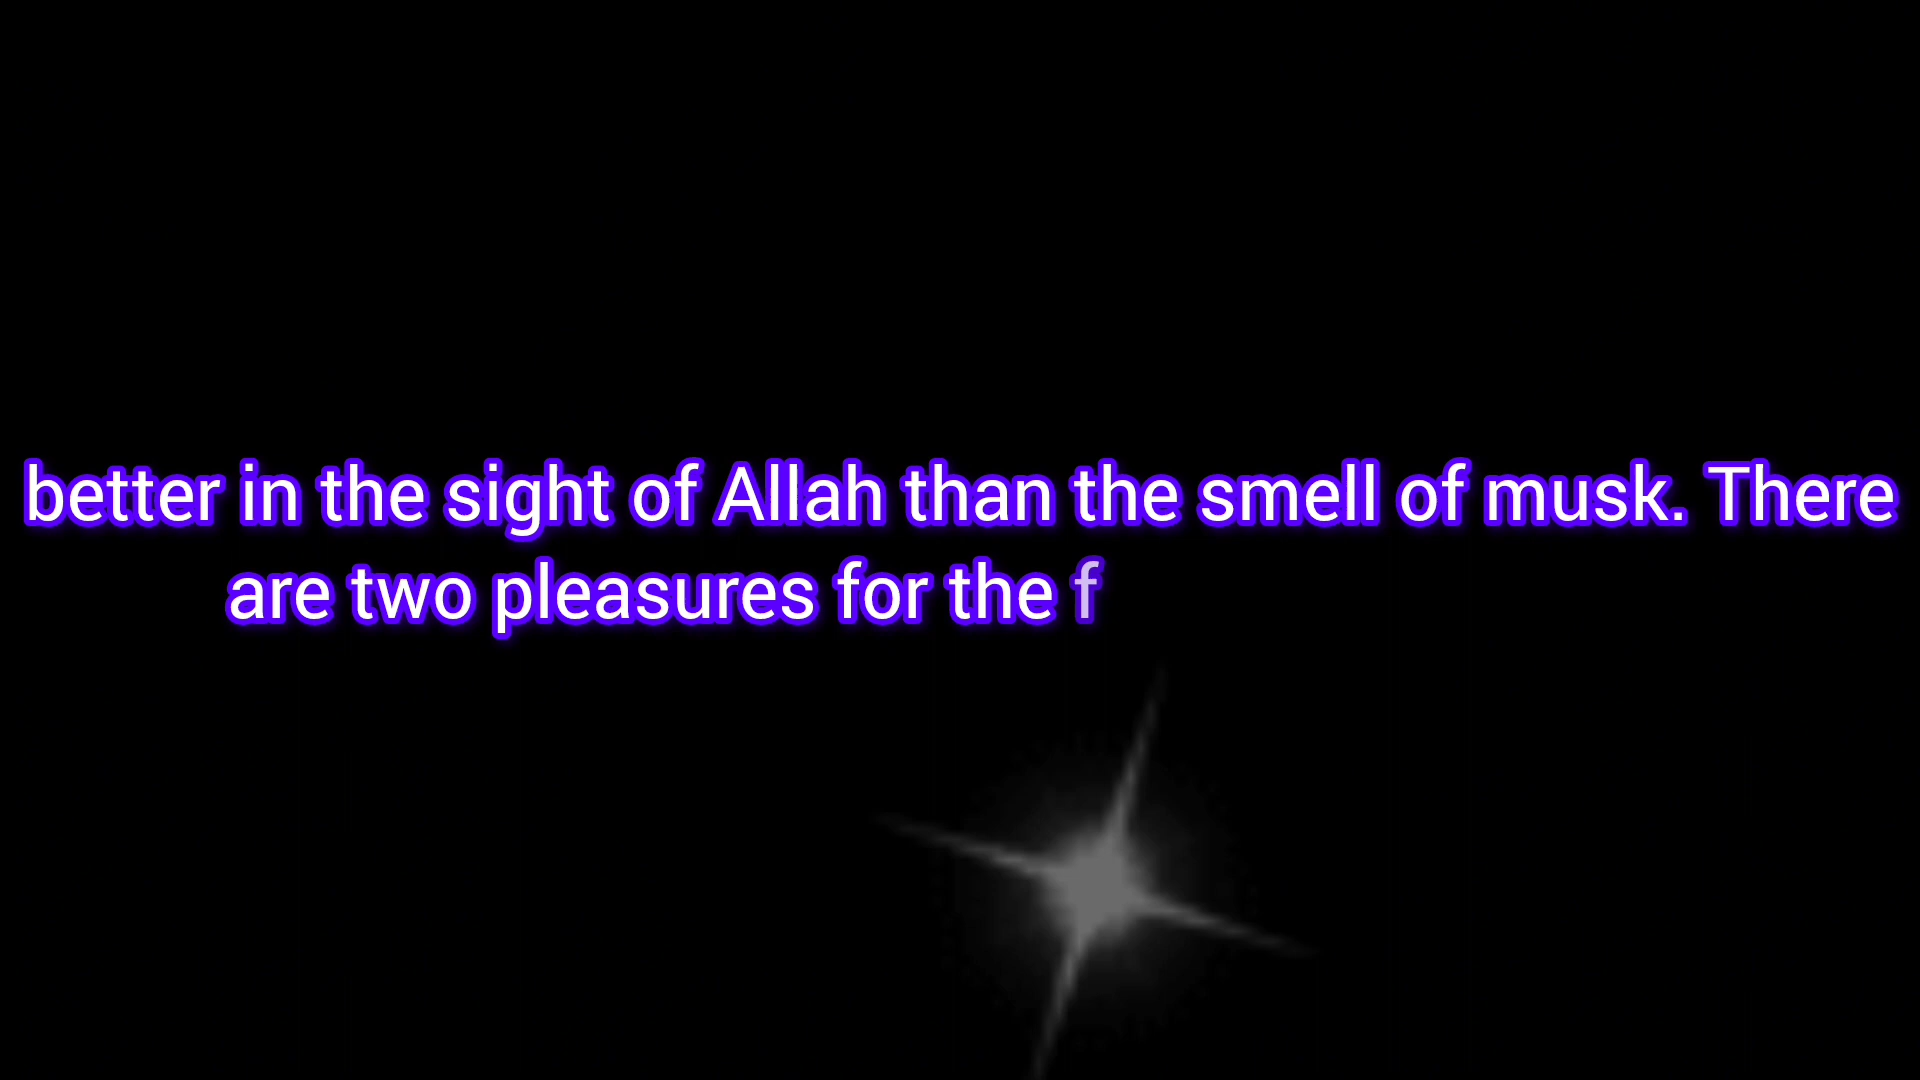 better in the sight of Allah than the smell of musk. There
are two pleasures for the f